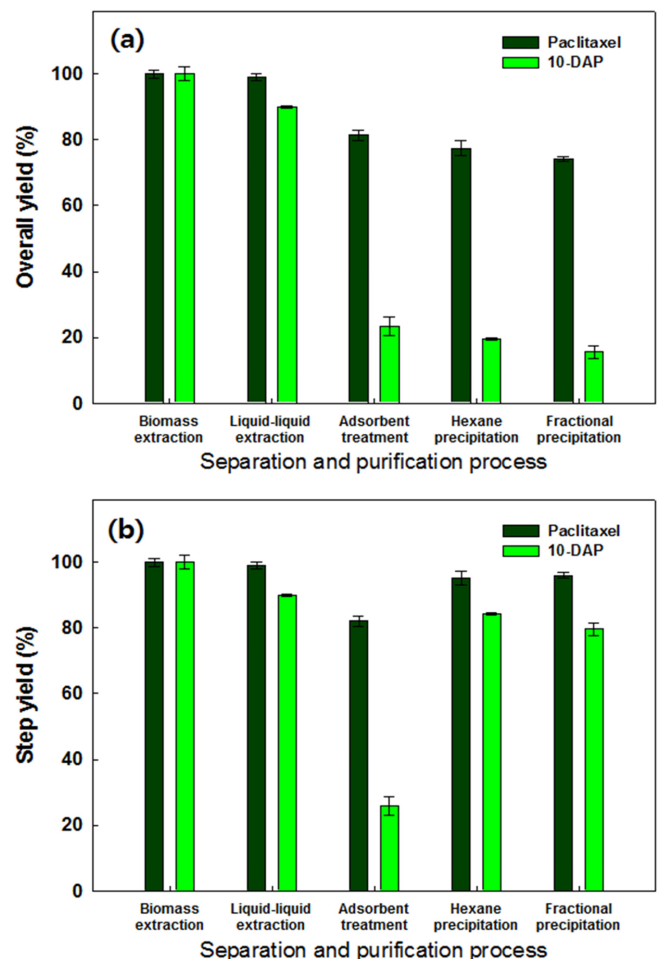 (a)
Paclitaxel
10-DAP
Overall yield (%)
100
80
60
40
20
0
Biomass extraction
Liquid-liquid extraction
Adsorbent treatment
Hexane precipitation
Fractional precipitation
Separation and purification process
(b)
Paclitaxel
10-DAP
Step yield (%)
100
80
60
40
20
0
Biomass extraction
Liquid-liquid extraction
Adsorbent treatment
Hexane precipitation
Fractional precipitation
Separation and purification process